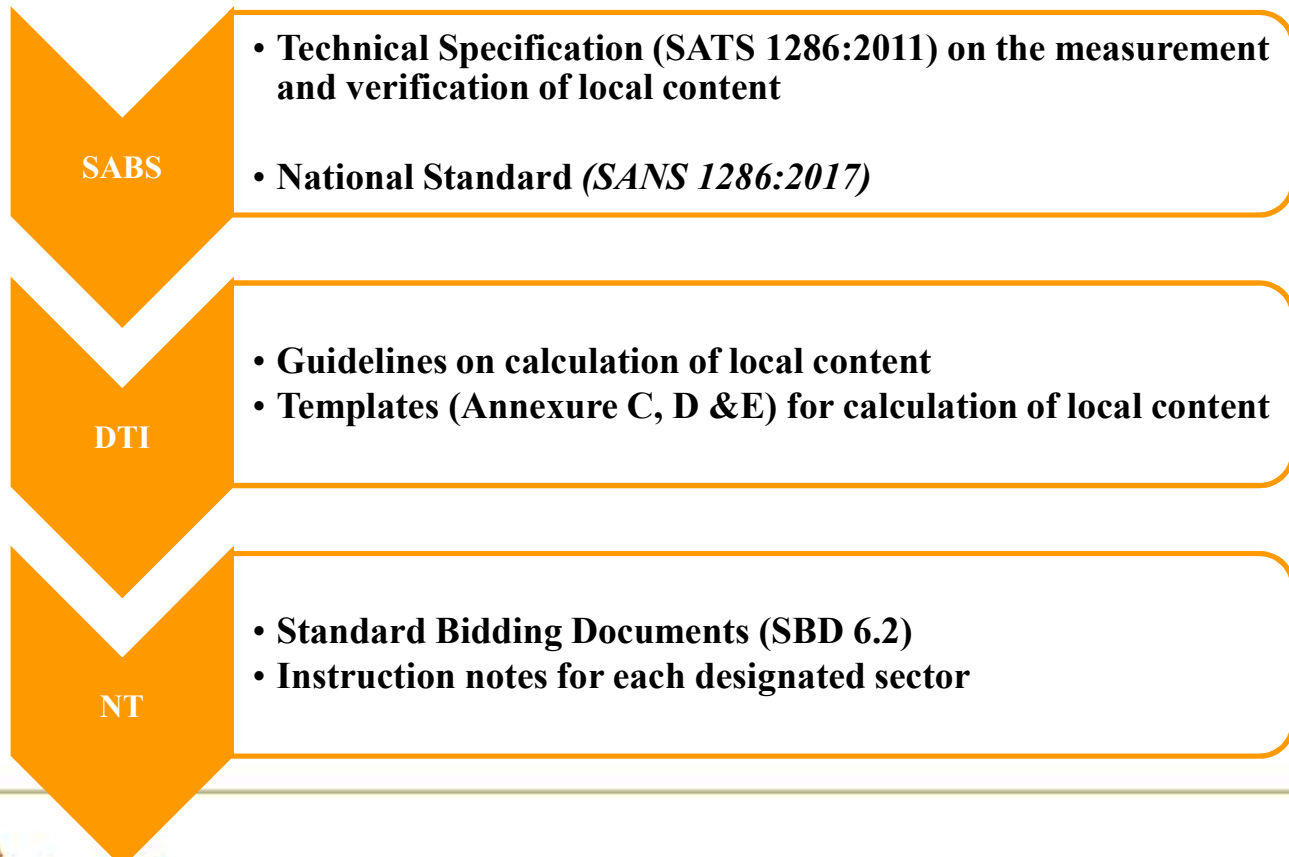 • Technical Specification (SATS 1286:2011) on the measurement
and verification of local content
SABS
• National Standard (SANS 1286:2017)
• Guidelines on calculation of local content
• Templates (Annexure C, D &E) for calculation of local content
DTI
• Standard Bidding Documents (SBD 6.2)
• Instruction notes for each designated sector
NT